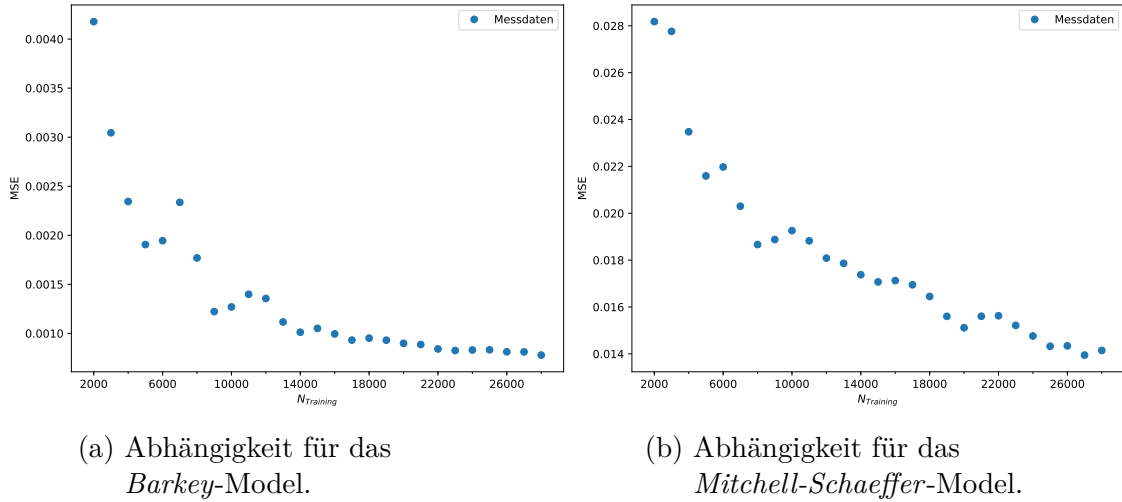 Messdaten
0.0040
0.0035
0.0030
0.0025
0.0020
0.0015
0.0010
MSE
2000 6000 10000 14000 18000 22000 26000
N_Training
Messdaten
0.028
0.026
0.024
0.022
0.020
0.018
0.016
0.014
MSE
2000 6000 10000 14000 18000 22000 26000
N_Training
(a) Abhängigkeit für das
Barkey-Model.
(b) Abhängigkeit für das
Mitchell-Schaeffer-Model.